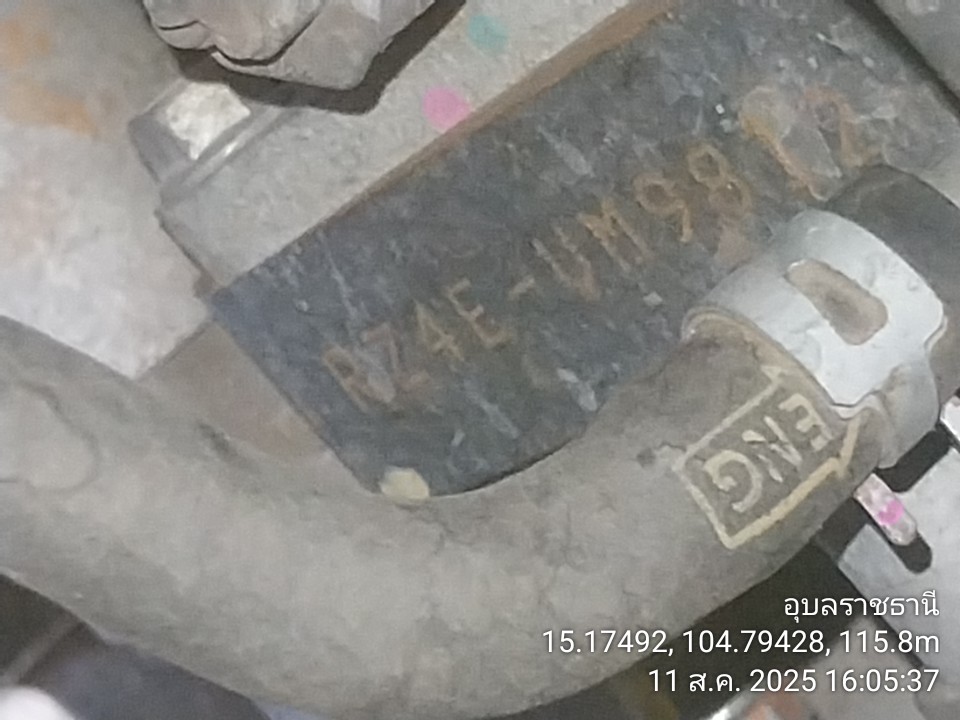 RZ4E-VM9812
ENG
อุบลราชธานี
15.17492, 104.79428, 115.8m
11 ส.ค. 2025 16:05:37